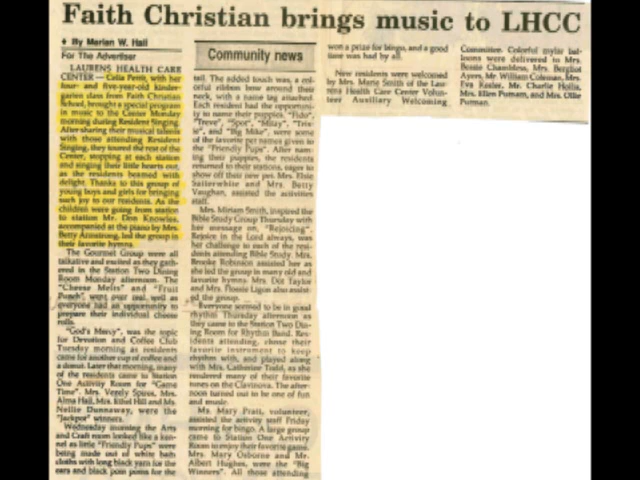 Faith Christian brings music to LHCC
♦ By Marian W. Hall
For The Advertiser
LAURENS HEALTH CARE
CENTER — Celia Pettit, with her
four- and five-year-old kinder-
garten class from Faith Christian
School, brought a special program
in music to the Center Monday
morning during Resident Singing.
After sharing their musical talents
with those attending Resident
Singing, they toured the rest of the
Center, stopping at each station
and singing their little hearts out,
as the residents beamed with
delight. Thanks to this group of
young boys and girls for bringing
such joy to our residents. As the
children were going from station
to station Mr. Don Knowles,
accompanied at the piano by Mrs.
Betty Armstrong, led the group in
their favorite hymns.
The Gourmet Group were all
talkative and excited as they gath-
ered in the Station Two Dining
Room Monday afternoon. The
"Cheese Melts" and "Fruit
Punch", went over real well as
everyone had an opportunity to
prepare their individual cheese
rolls.
"God's Mercy", was the topic
for Devotion and Coffee Club
Tuesday morning as residents
came for another cup of coffee and
a donut. Later that morning, many
of the residents came to Station
One Activity Room for "Game
Time". Mrs. Verely Spuss, Mrs.
Alma Hall, Mrs. Ethel Hill and Ms.
Nellie Dunnaway, were the
"Jackpot" winners.
Wednesday morning the Arts
and Craft room looked like a ken-
nel as little "Friendly Pups" were
being made out of white bath
cloths with long black yarn for the
ears and black pom poms for the
Community news
tail. The added touch was, a col-
orful ribbon bow around their
neck, with a name tag attached.
Each resident had the opportuni-
ty to name their puppies. "Fido",
"Treve", "Spot", "Missy", "Trix-
ie", and "Big Mike", were some
of the favorite pet names given to
the "Friendly Pups". After nam-
ing their puppies, the residents
returned to their stations, eager to
show off their new pet. Mrs. Elsie
Satterwhite and Mrs. Betty
Vaughan, assisted the activities
staff.
Mrs. Miriam Smith, inspired the
Bible Study Group Thursday with
her message on, "Rejoicing".
Rejoice in the Lord always, was
her challenge to each of the resi-
dents attending Bible Study. Mrs.
Brooke Robinson assisted her as
she led the group in many old and
favorite hymns. Mrs. Dot Taylor
and Mrs. Flossie Ligon also assist-
ed the group.
Everyone seemed to be in good
rhythm Thursday afternoon as
they came to the Station Two Din-
ing Room for Rhythm Band. Res-
idents attending, chose their
favorite instrument to keep
rhythm with, and played along
with Mrs. Catherine Todd, as she
rendered many of their favorite
tunes on the Clavinova. The after-
noon turned out to be one of fun
and music.
Ms. Mary Pratt, volunteer,
assisted the activity staff Friday
morning for bingo. A large group
came to Station One Activity
Room to enjoy their favorite game.
Mrs. Mary Osborne and Mr.
Albert Hughes, were the "Big
Winners". All those attending
won a prize for bingo, and a good
time was had by all.
New residents were welcomed
by Mrs. Marie Smith of the Lau-
rens Health Care Center Volun-
teer Auxiliary Welcoming
Committee. Colorful mylar bal-
loons were delivered to Mrs.
Bessie Chambless, Mrs. Bergliot
Ayers, Mr. William Coleman, Mrs.
Eva Kesler, Mr. Charlie Hollis,
Mrs. Ellen Putnam, and Mrs. Ollie
Putman.